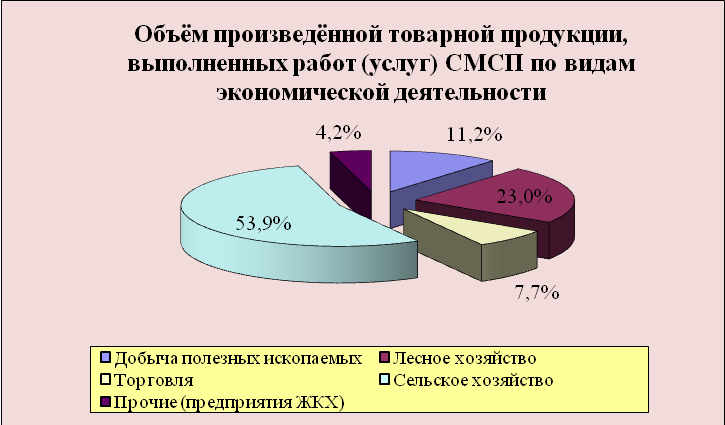 Объём произведённой товарной продукции,
выполненных работ (услуг) СМСП по видам
экономической деятельности
4,2%
11,2%
23,0%
53,9%
7,7%
Добыча полезных ископаемых
Лесное хозяйство
Торговля
Сельское хозяйство
Прочие (предприятия ЖКХ)